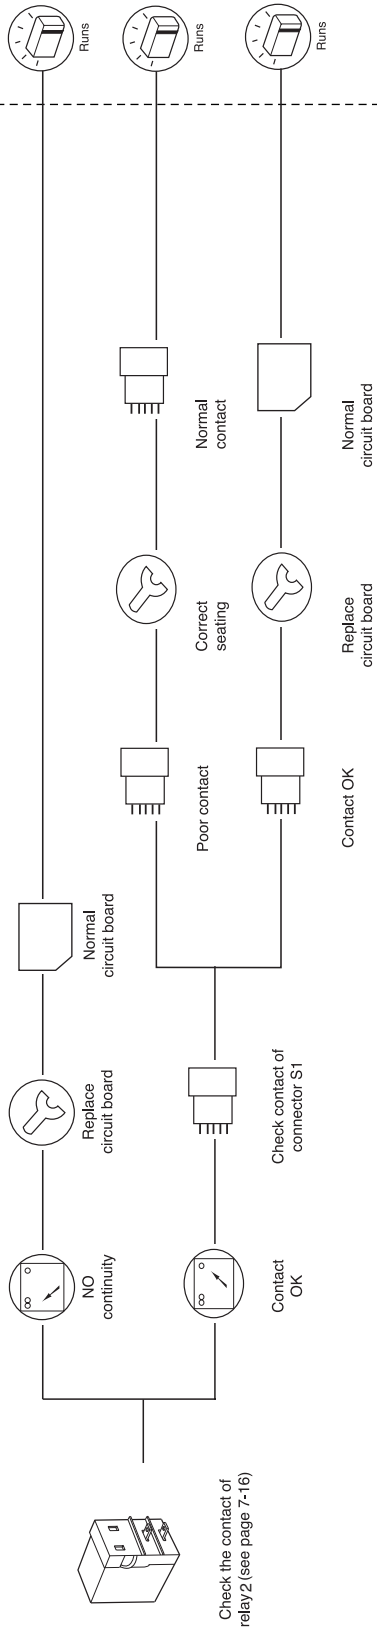 Check the contact of
relay2 (see page 7-16)
NO
continuity
Replace
circuit board
Normal
circuit board
Runs
Contact
OK
Check contact of
connector S1
Poor contact
Correct
seating
Normal
contact
Runs
Contact OK
Replace
circuit board
Normal
circuit board
Runs